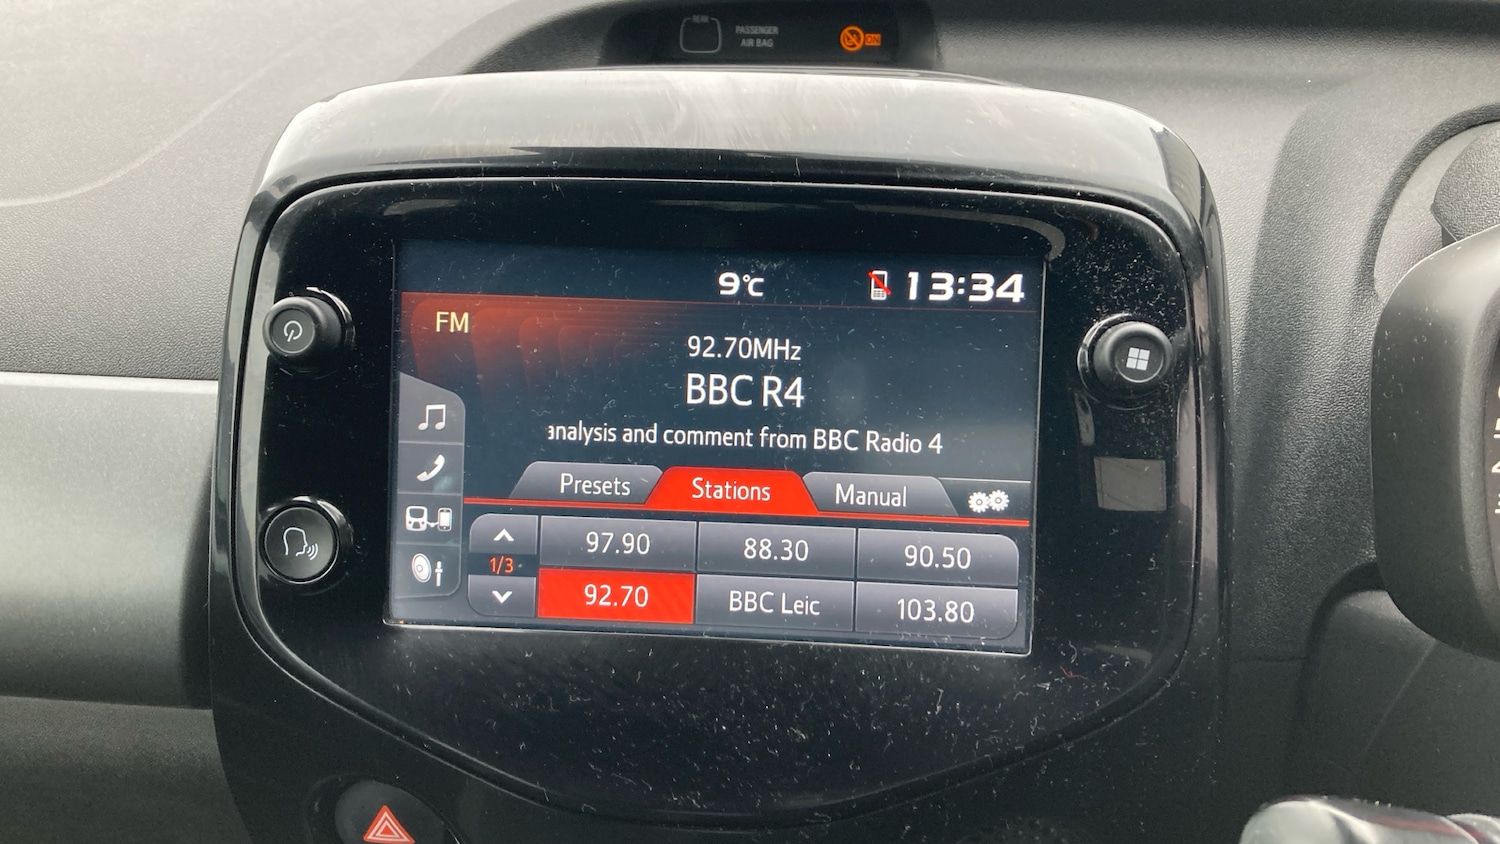 REAR
PASSENGER
AIR BAG
ON
9°C
13:34
FM
92.70MHz
BBC R4
analysis and comment from BBC Radio 4
Presets
Stations
Manual
97.90
88.30
90.50
1/3
92.70
BBC Leic
103.80